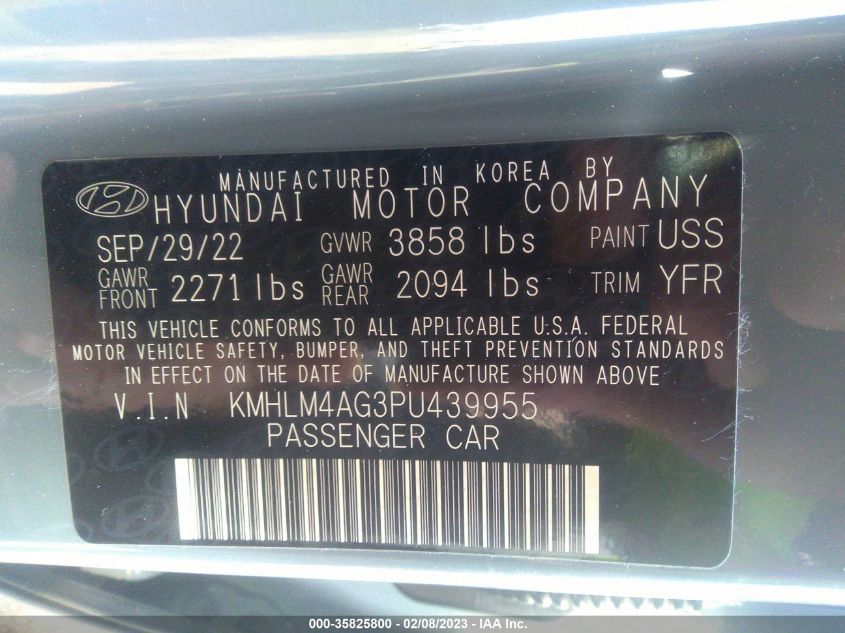 MANUFACTURED IN KOREA BY
HYUNDAI MOTOR COMPANY
SEP/29/22 GVWR 3858 lbs PAINT USS
GAWR FRONT 2271 lbs GAWR REAR 2094 lbs TRIM YFR
THIS VEHICLE CONFORMS TO ALL APPLICABLE U.S.A. FEDERAL
MOTOR VEHICLE SAFETY, BUMPER, AND THEFT PREVENTION STANDARDS
IN EFFECT ON THE DATE OF MANUFACTURE SHOWN ABOVE
V.I.N KMHLM4AG3PU439955
PASSENGER CAR
000-35825800 - 02/08/2023 - IAA Inc.